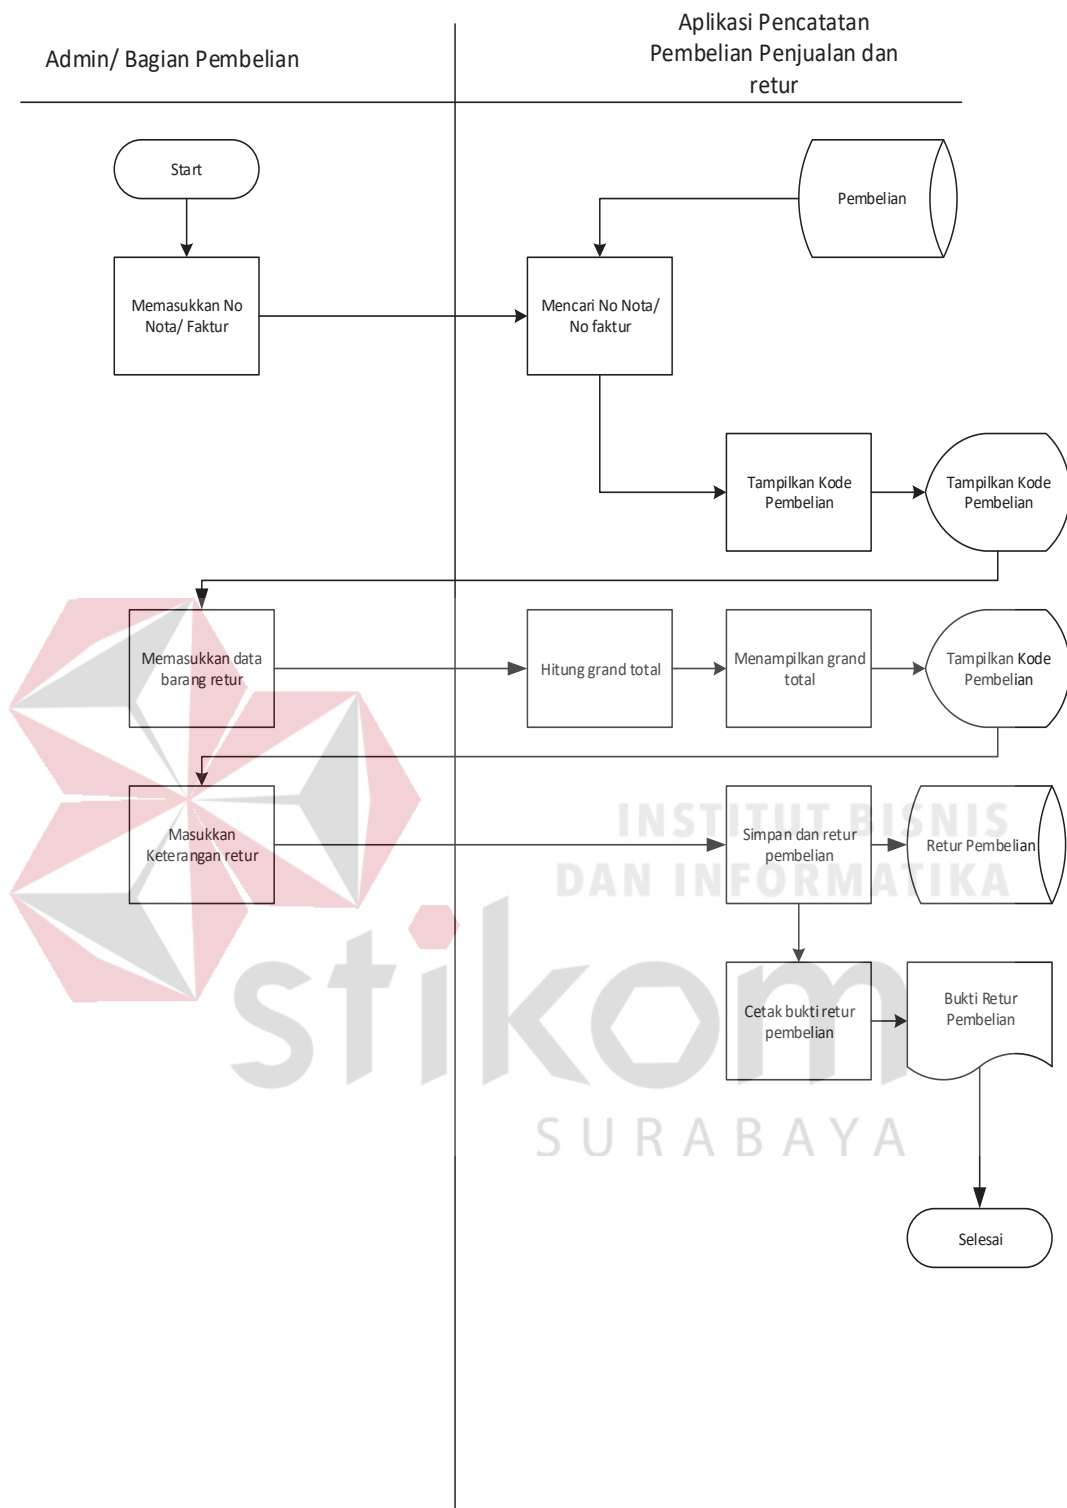 Admin/ Bagian Pembelian
Aplikasi Pencatatan
Pembelian Penjualan dan
retur
Start
Pembelian
Memasukkan No
Nota/ Faktur
Mencari No Nota/
No faktur
Tampilkan Kode
Pembelian
Tampilkan Kode
Pembelian
Memasukkan data
barang retur
Hitung grand total
Menampilkan grand
total
Tampilkan Kode
Pembelian
Masukkan
Keterangan retur
Simpan dan retur
pembelian
Retur Pembelian
INSTITUT BISNIS
DAN INFORMATIKA
stikom
SURABAYA
Cetak bukti retur
pembelian
Bukti Retur
Pembelian
Selesai